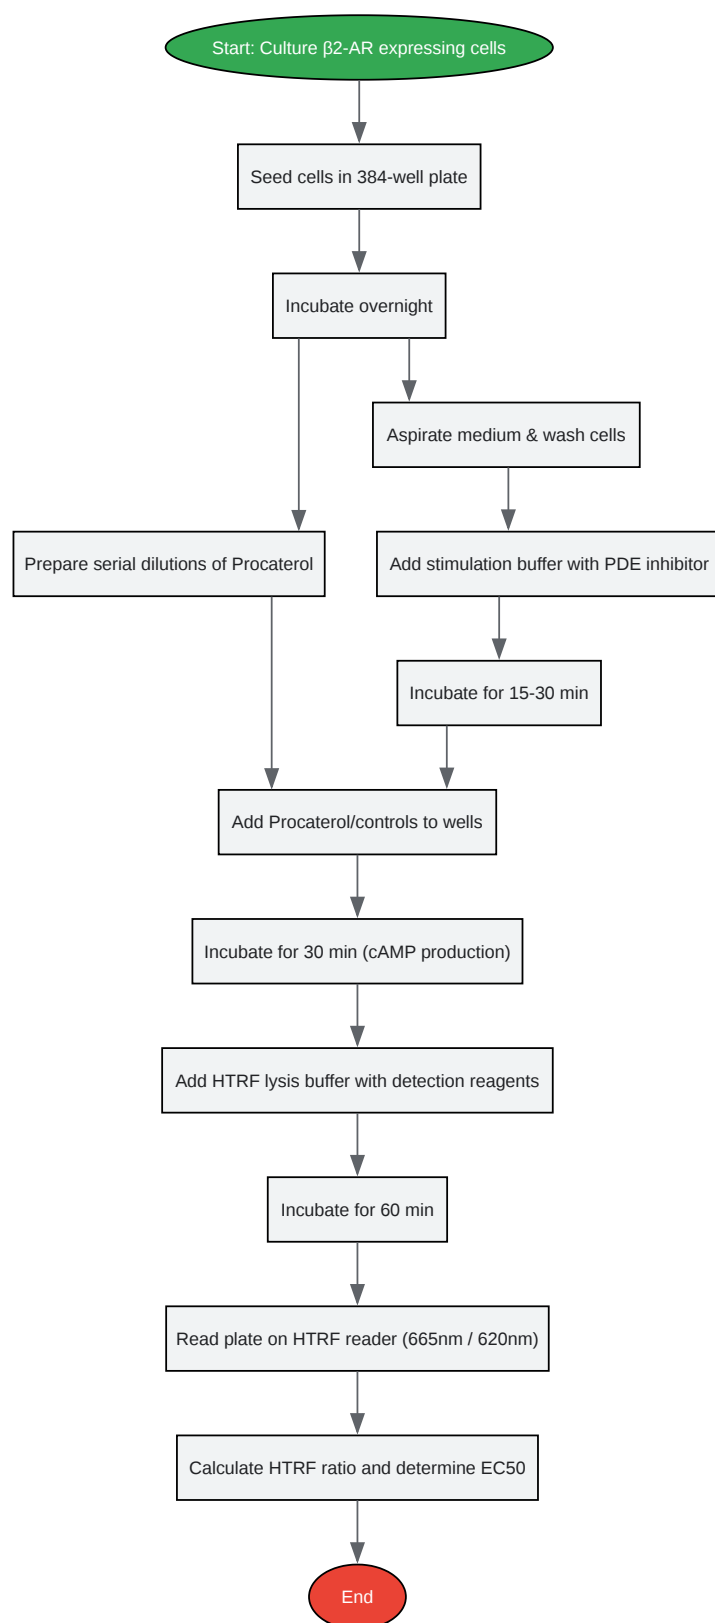 Start: Culture β2-AR expressing cells
Seed cells in 384-well plate
Incubate overnight
Aspirate medium & wash cells
Prepare serial dilutions of Procaterol
Add stimulation buffer with PDE inhibitor
Incubate for 15-30 min
Add Procaterol/controls to wells
Incubate for 30 min (cAMP production)
Add HTRF lysis buffer with detection reagents
Incubate for 60 min
Read plate on HTRF reader (665nm / 620nm)
Calculate HTRF ratio and determine EC50
End